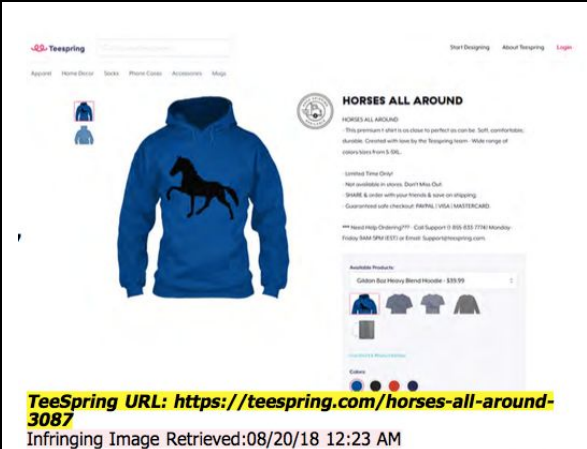 Teespring
Start Designing About Teespring Login
Apparel Home Decor Socks Phone Cases Accessories Mugs
HORSES ALL AROUND
HORSES ALL AROUND
· This premium t-shirt is as close to perfect as can be. Soft, comfortable,
durable. Created with love by the Teespring team · Wide range of
colors/sizes from S-5XL.
· Limited Time Only!
· Not available in stores. Don't Miss Out
· SHARE & order with your friends & save on shipping.
· Guaranteed safe checkout: PAYPAL | VISA | MASTERCARD.
*** Need Help Ordering??? · Call Support (1-855-833-7774) Monday-
Friday 9AM-5PM (EST) or Email: Support@teespring.com.
Available Products:
Gildan 8oz Heavy Blend Hoodie - $39.99
Colors:
TeeSpring URL: https://teespring.com/horses-all-around-
3087
Infringing Image Retrieved:08/20/18 12:23 AM